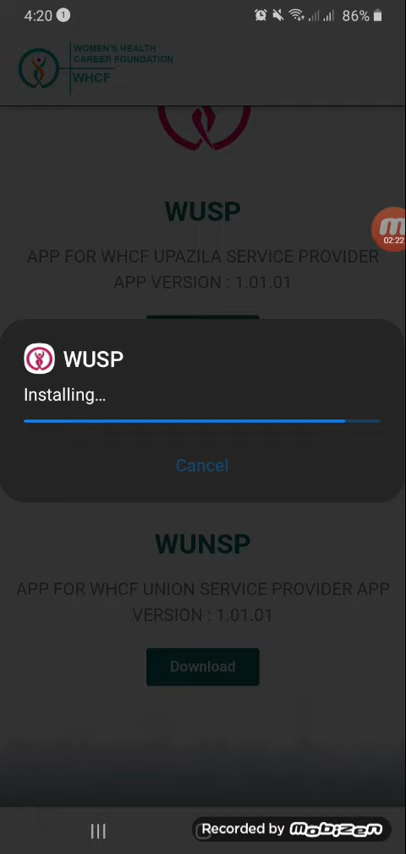 4:20 1 86%
WOMEN'S HEALTH
CAREER FOUNDATION
WHCF
WUSP
02:22
APP FOR WHCF UPAZILA SERVICE PROVIDER
APP VERSION : 1.01.01
WUSP
Installing...
Cancel
WUNSP
APP FOR WHCF UNION SERVICE PROVIDER APP
VERSION : 1.01.01
Download
Recorded by mobizen